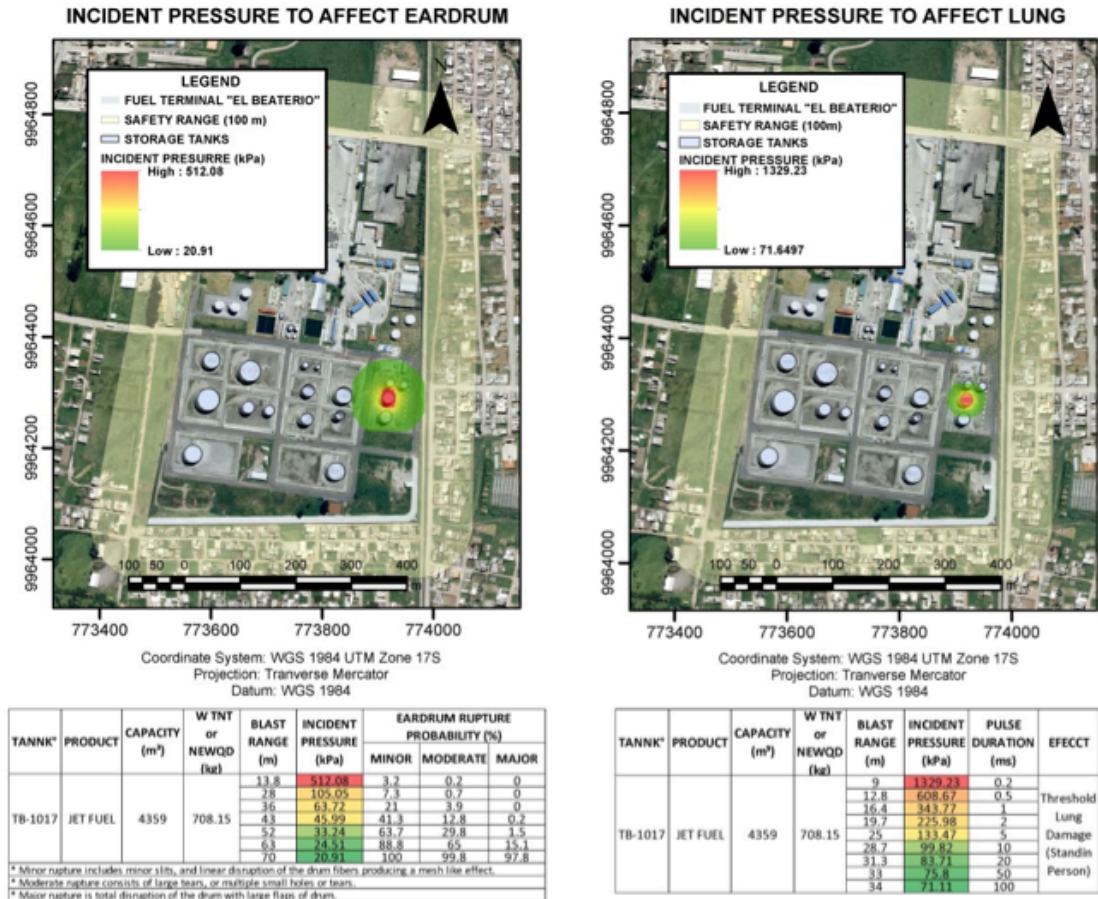 INCIDENT PRESSURE TO AFFECT EARDRUM
LEGEND
FUEL TERMINAL "EL BEATERIO"
SAFETY RANGE (100 m)
STORAGE TANKS
INCIDENT PRESURRE (kPa)
High : 512.08
Low : 20.91
9964800
9964600
9964400
9964200
9964000
100 50 0 100 200 300 400
m
773400 773600 773800 774000
Coordinate System: WGS 1984 UTM Zone 17S
Projection: Tranverse Mercator
Datum: WGS 1984
TANNK* PRODUCT CAPACITY (m³) W TNT or NEWQD (kg) BLAST RANGE (m) INCIDENT PRESSURE (kPa) EARDRUM RUPTURE PROBABILITY (%)
MINOR MODERATE MAJOR
TB-1017 JET FUEL 4359 708.15
13.8 512.08 3.2 0.2 0
28 105.05 7.3 0.7 0
36 63.72 21 3.9 0
43 45.99 41.3 12.8 0.2
52 33.24 63.7 29.8 1.5
63 24.51 88.8 65 15.1
70 20.91 100 99.8 97.8
* Minor rupture includes minor slits, and linear disruption of the drum fibers producing a mesh like effect.
* Moderate rupture consists of large tears, or multiple small holes or tears.
* Major rupture is total disruption of the drum with large flaps of drum.
INCIDENT PRESSURE TO AFFECT LUNG
LEGEND
FUEL TERMINAL "EL BEATERIO"
SAFETY RANGE (100m)
STORAGE TANKS
INCIDENT PRESSURE (kPa)
High : 1329.23
Low : 71.6497
9964800
9964600
9964400
9964200
9964000
100 50 0 100 200 300 400
m
773400 773600 773800 774000
Coordinate System: WGS 1984 UTM Zone 17S
Projection: Tranverse Mercator
Datum: WGS 1984
TANNK* PRODUCT CAPACITY (m³) W TNT or NEWQD (kg) BLAST RANGE (m) INCIDENT PRESSURE (kPa) PULSE DURATION (ms) EFECCT
TB-1017 JET FUEL 4359 708.15
9 1329.23 0.2
12.8 608.67 0.5
16.4 343.77 1
19.7 225.98 2
25 133.47 5
28.7 99.82 10
31.3 83.71 20
33 75.8 50
34 71.11 100
Threshold
Lung
Damage
(Standin
Person)